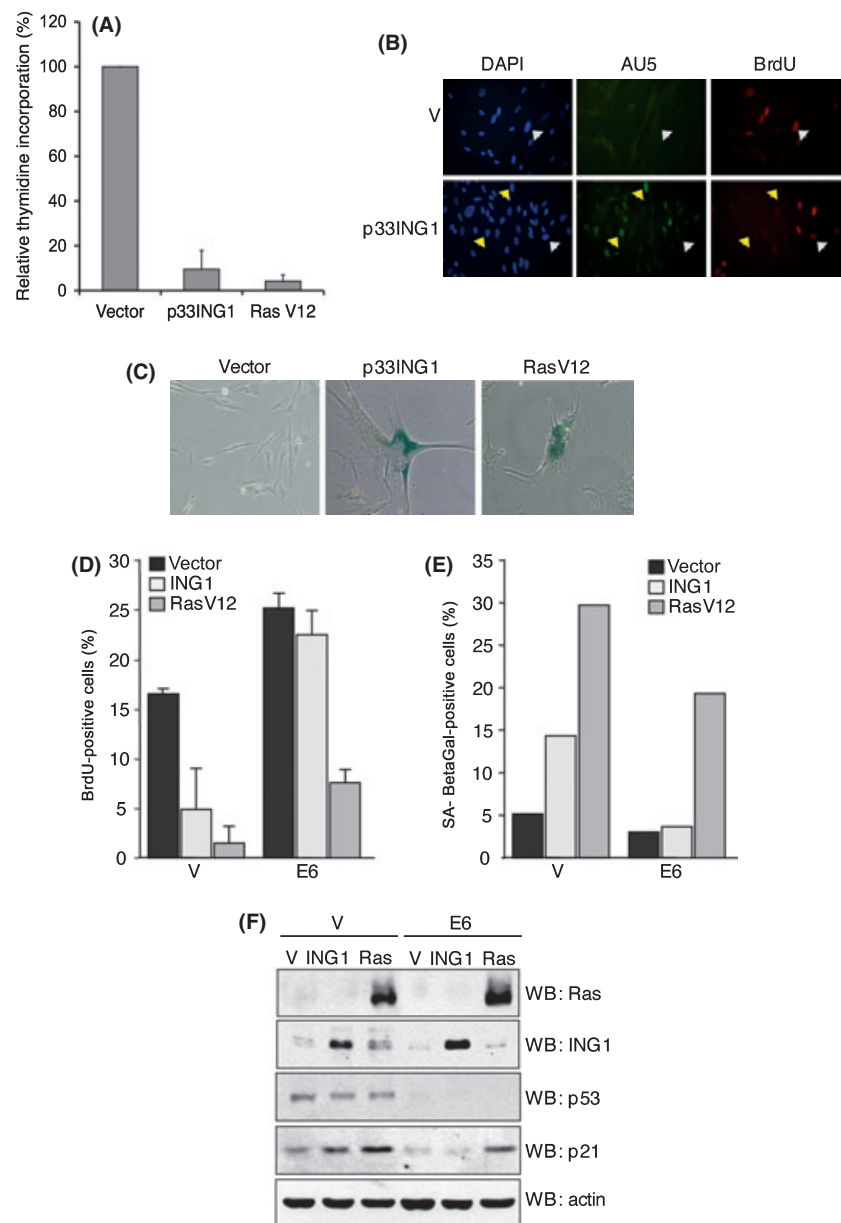 (A)
Relative thymidine incorporation (%)
120
100
80
60
40
20
0
Vector p33ING1 Ras V12
(B)
DAPI AU5 BrdU
V
p33ING1
(C)
Vector p33ING1 RasV12
(D)
BrdU-positive cells (%)
30
25
20
15
10
5
0
Vector
ING1
RasV12
V E6
(E)
SA- BetaGal-positive cells (%)
35
30
25
20
15
10
5
0
Vector
ING1
RasV12
V E6
(F)
V E6
V ING1 Ras V ING1 Ras
WB: Ras
WB: ING1
WB: p53
WB: p21
WB: actin